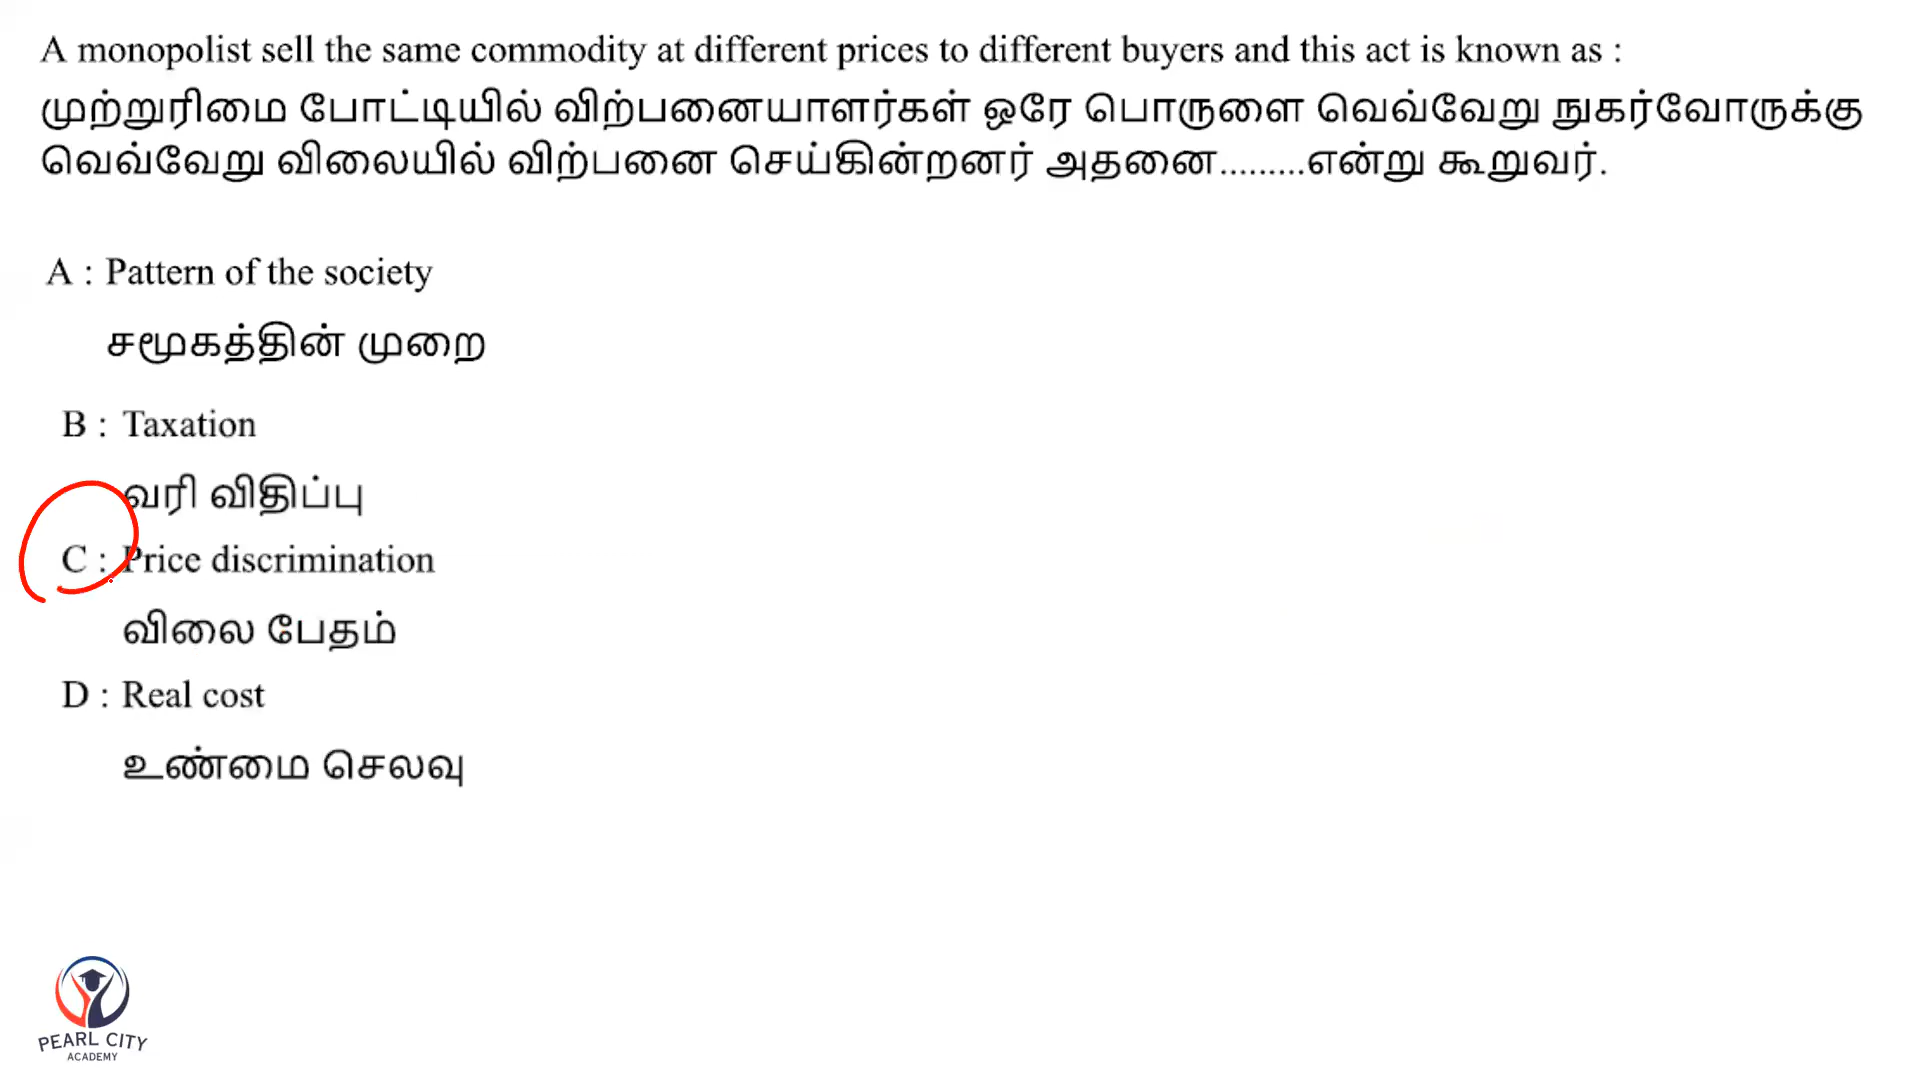 A monopolist sell the same commodity at different prices to different buyers and this act is known as :
முற்றுரிமை போட்டியில் விற்பனையாளர்கள் ஒரே பொருளை வெவ்வேறு நுகர்வோருக்கு
வெவ்வேறு விலையில் விற்பனை செய்கின்றனர் அதனை.........என்று கூறுவர்.
A : Pattern of the society
சமூகத்தின் முறை
B : Taxation
வரி விதிப்பு
C : Price discrimination
விலை பேதம்
D : Real cost
உண்மை செலவு
PEARL CITY
ACADEMY